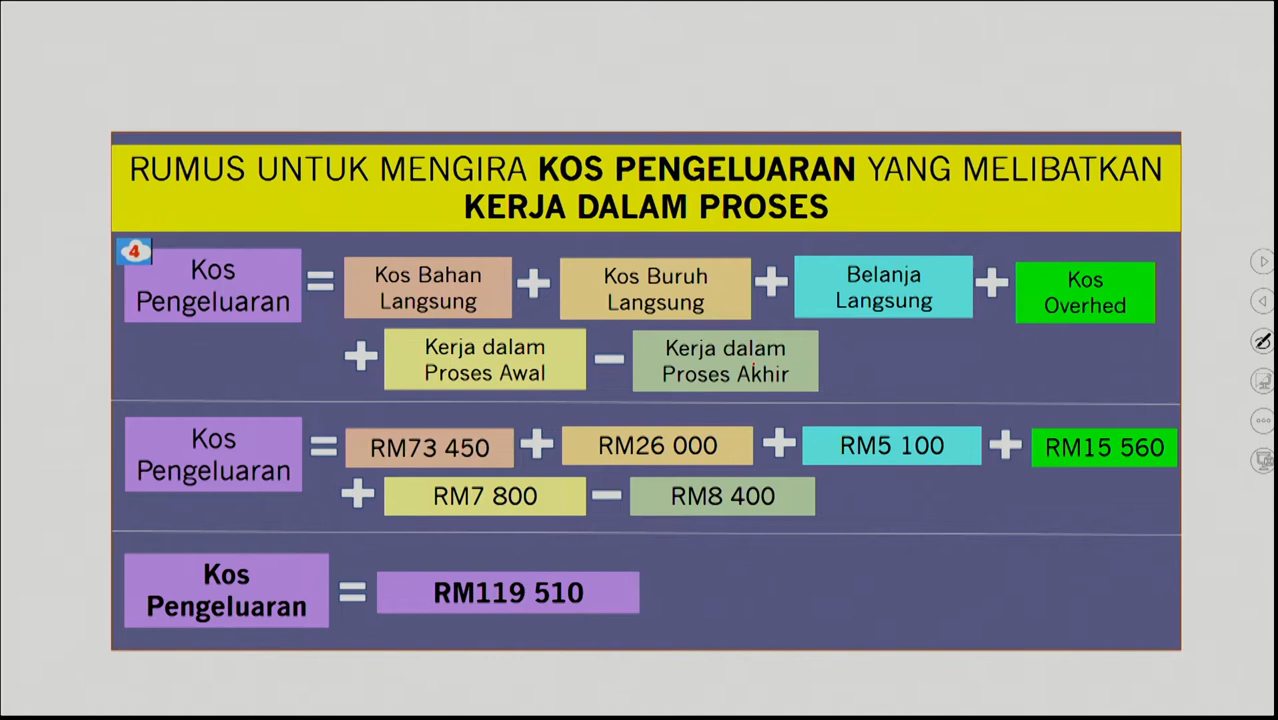 RUMUS UNTUK MENGIRA KOS PENGELUARAN YANG MELIBATKAN
KERJA DALAM PROSES
4
Kos
Pengeluaran
=
Kos Bahan
Langsung
+
Kos Buruh
Langsung
+
Belanja
Langsung
+
Kos
Overhed
+
Kerja dalam
Proses Awal
−
Kerja dalam
Proses Akhir
Kos
Pengeluaran
=
RM73 450
+
RM26 000
+
RM5 100
+
RM15 560
+
RM7 800
−
RM8 400
Kos
Pengeluaran
=
RM119 510